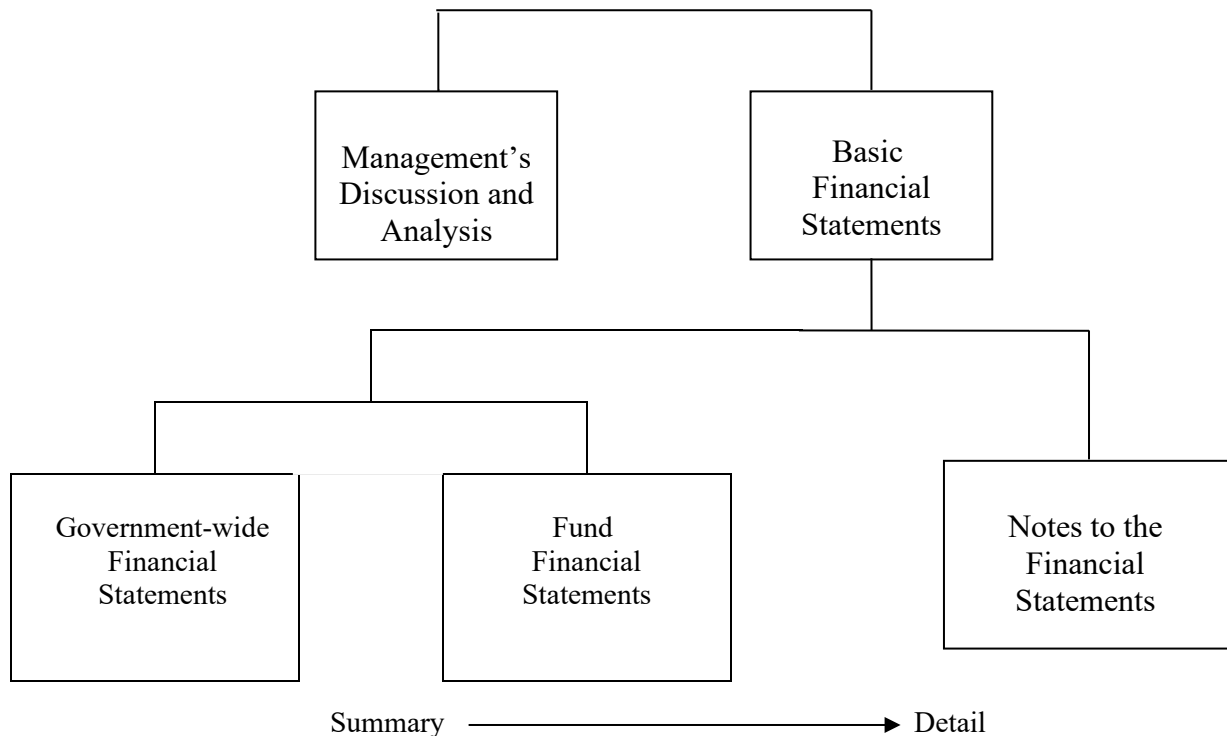 Management’s
Discussion and
Analysis
Basic
Financial
Statements
Government-wide
Financial
Statements
Fund
Financial
Statements
Notes to the
Financial
Statements
Summary
Detail